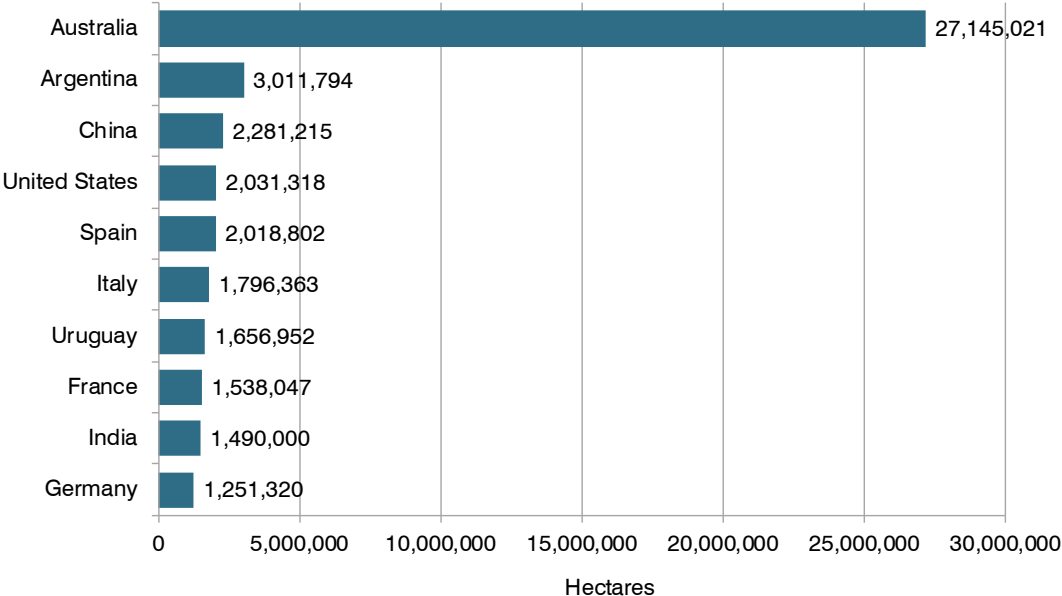 Australia 27,145,021
Argentina 3,011,794
China 2,281,215
United States 2,031,318
Spain 2,018,802
Italy 1,796,363
Uruguay 1,656,952
France 1,538,047
India 1,490,000
Germany 1,251,320
0 5,000,000 10,000,000 15,000,000 20,000,000 25,000,000 30,000,000
Hectares